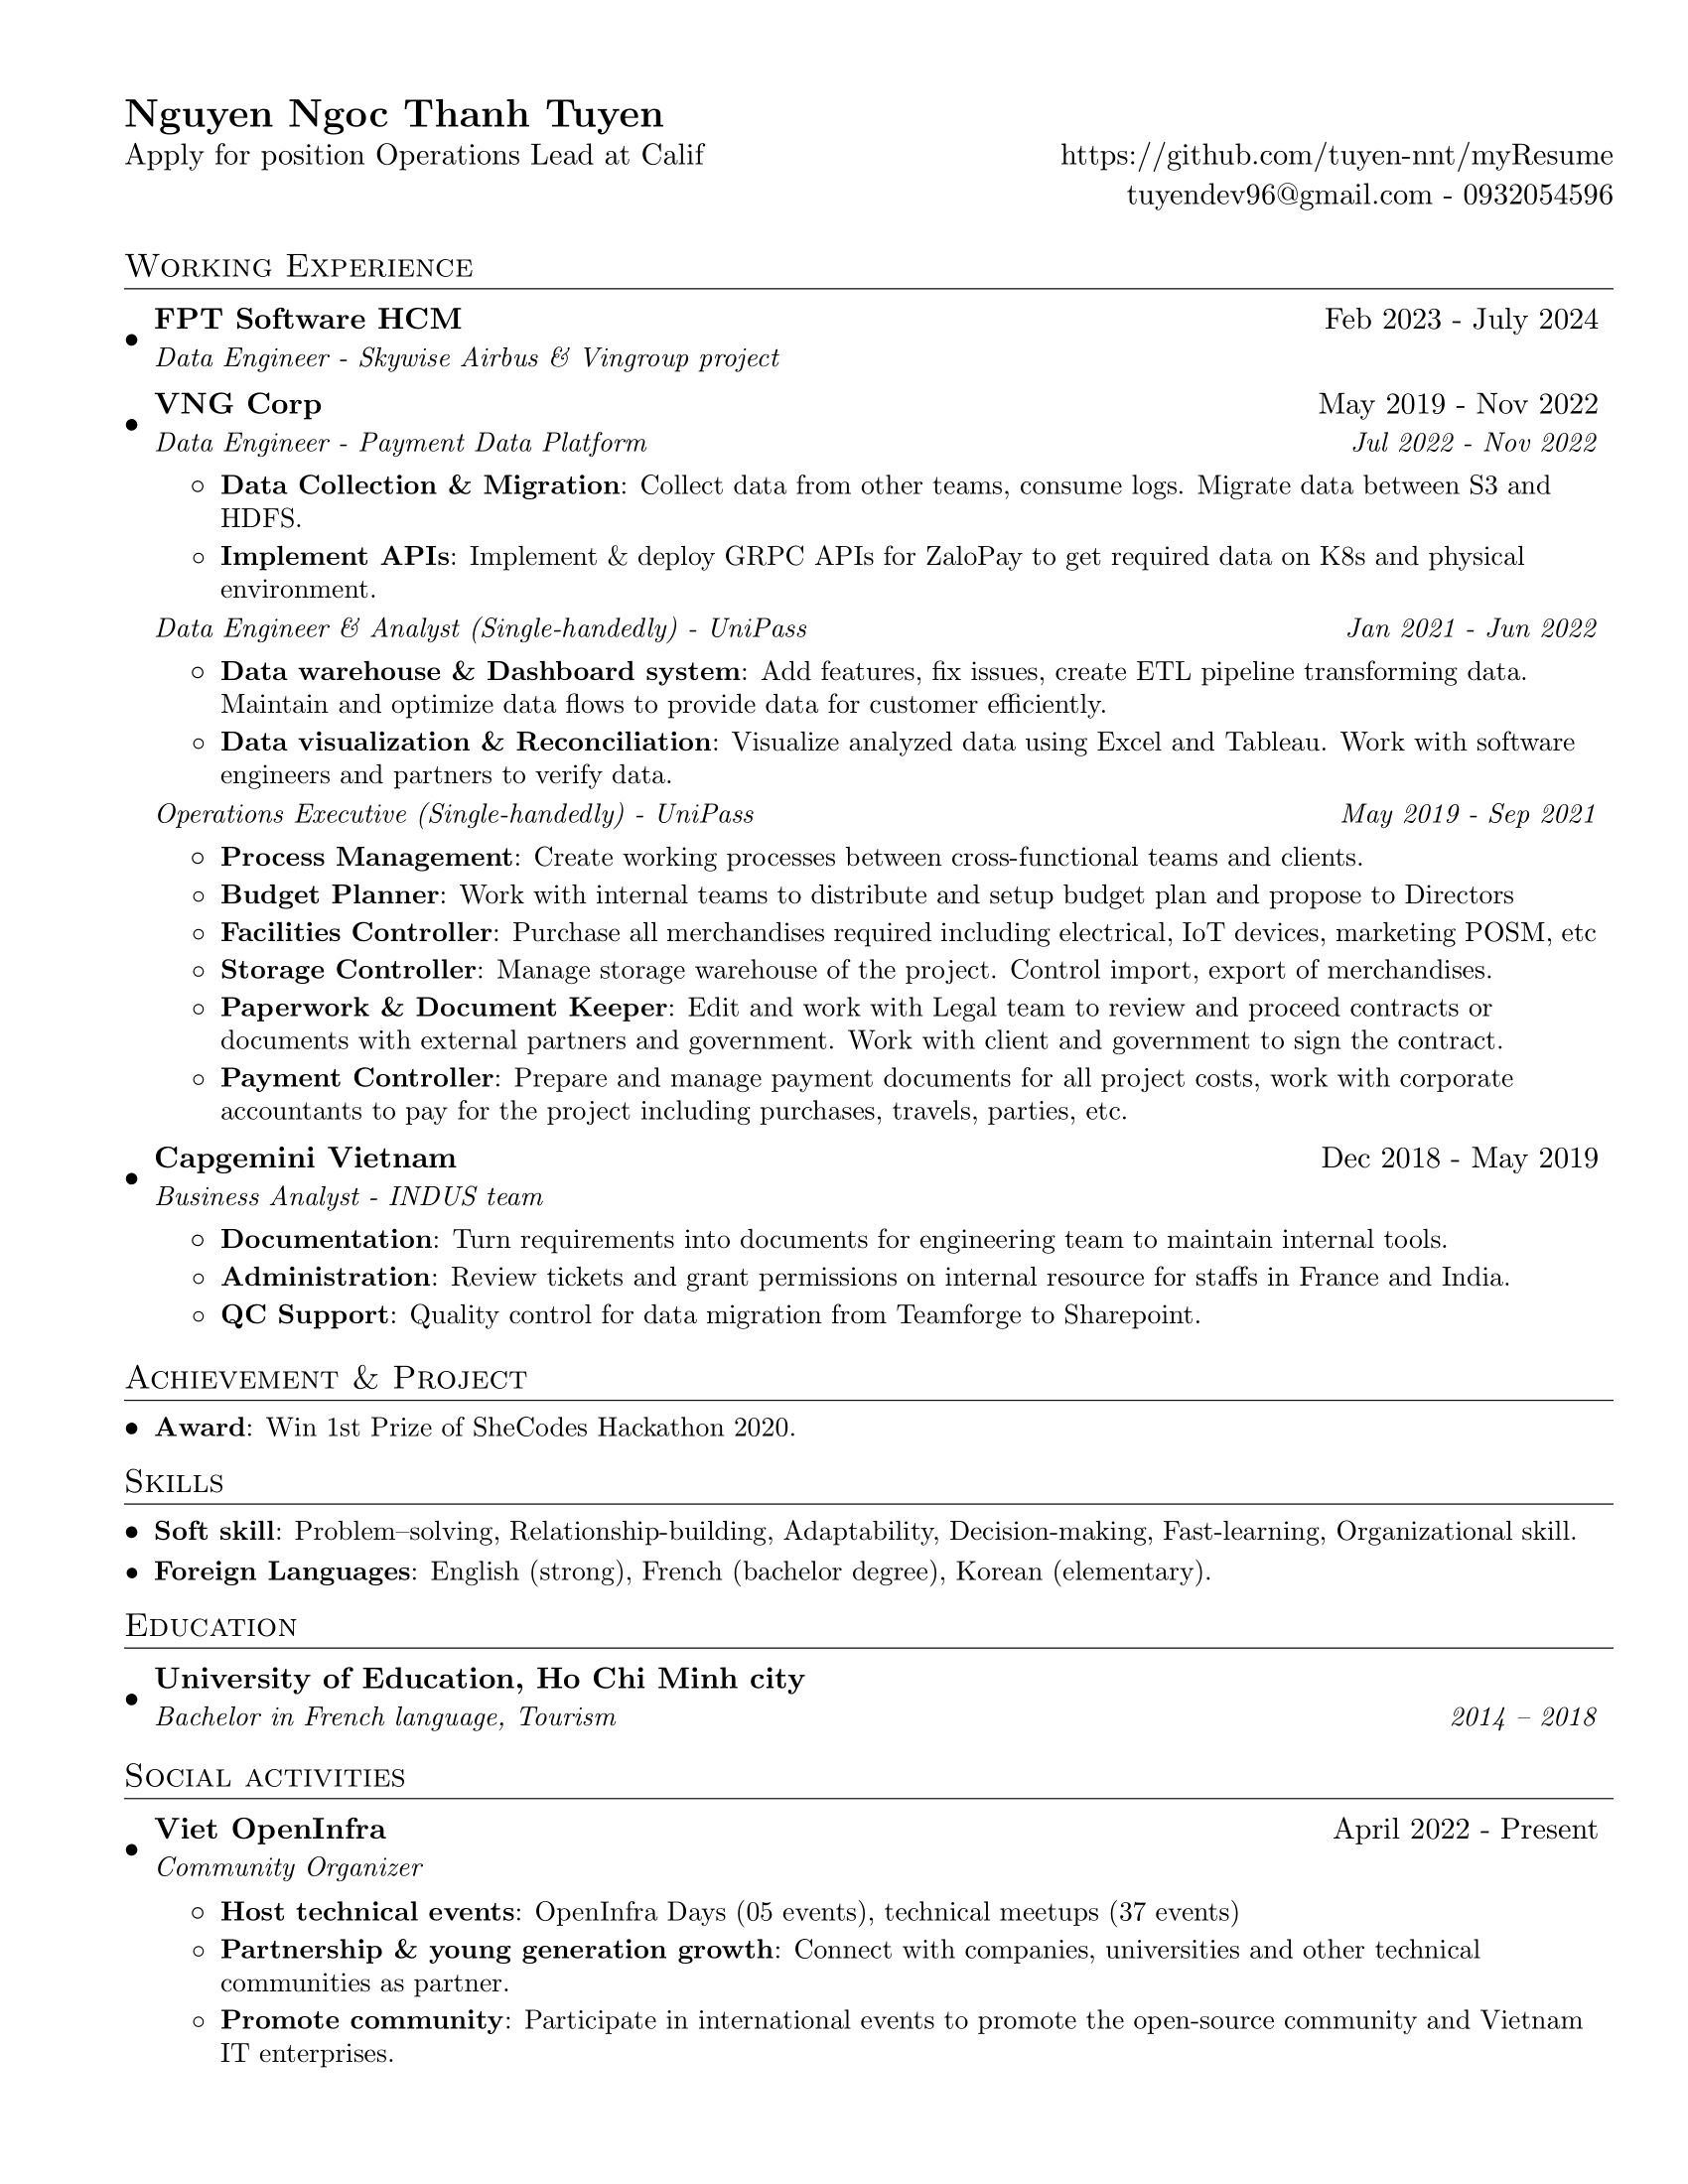 Nguyen Ngoc Thanh Tuyen
Apply for position Operations Lead at Calif
https://github.com/tuyen-nnt/myResume
tuyendev96@gmail.com - 0932054596
Working Experience
• FPT Software HCM Feb 2023 - July 2024
Data Engineer - Skywise Airbus & Vingroup project
• VNG Corp May 2019 - Nov 2022
Data Engineer - Payment Data Platform Jul 2022 - Nov 2022
◦ Data Collection & Migration: Collect data from other teams, consume logs. Migrate data between S3 and
HDFS.
◦ Implement APIs: Implement & deploy GRPC APIs for ZaloPay to get required data on K8s and physical
environment.
Data Engineer & Analyst (Single-handedly) - UniPass Jan 2021 - Jun 2022
◦ Data warehouse & Dashboard system: Add features, fix issues, create ETL pipeline transforming data.
Maintain and optimize data flows to provide data for customer efficiently.
◦ Data visualization & Reconciliation: Visualize analyzed data using Excel and Tableau. Work with software
engineers and partners to verify data.
Operations Executive (Single-handedly) - UniPass May 2019 - Sep 2021
◦ Process Management: Create working processes between cross-functional teams and clients.
◦ Budget Planner: Work with internal teams to distribute and setup budget plan and propose to Directors
◦ Facilities Controller: Purchase all merchandises required including electrical, IoT devices, marketing POSM, etc
◦ Storage Controller: Manage storage warehouse of the project. Control import, export of merchandises.
◦ Paperwork & Document Keeper: Edit and work with Legal team to review and proceed contracts or
documents with external partners and government. Work with client and government to sign the contract.
◦ Payment Controller: Prepare and manage payment documents for all project costs, work with corporate
accountants to pay for the project including purchases, travels, parties, etc.
• Capgemini Vietnam Dec 2018 - May 2019
Business Analyst - INDUS team
◦ Documentation: Turn requirements into documents for engineering team to maintain internal tools.
◦ Administration: Review tickets and grant permissions on internal resource for staffs in France and India.
◦ QC Support: Quality control for data migration from Teamforge to Sharepoint.
Achievement & Project
• Award: Win 1st Prize of SheCodes Hackathon 2020.
Skills
• Soft skill: Problem–solving, Relationship-building, Adaptability, Decision-making, Fast-learning, Organizational skill.
• Foreign Languages: English (strong), French (bachelor degree), Korean (elementary).
Education
• University of Education, Ho Chi Minh city
Bachelor in French language, Tourism 2014 – 2018
Social activities
• Viet OpenInfra April 2022 - Present
Community Organizer
◦ Host technical events: OpenInfra Days (05 events), technical meetups (37 events)
◦ Partnership & young generation growth: Connect with companies, universities and other technical
communities as partner.
◦ Promote community: Participate in international events to promote the open-source community and Vietnam
IT enterprises.